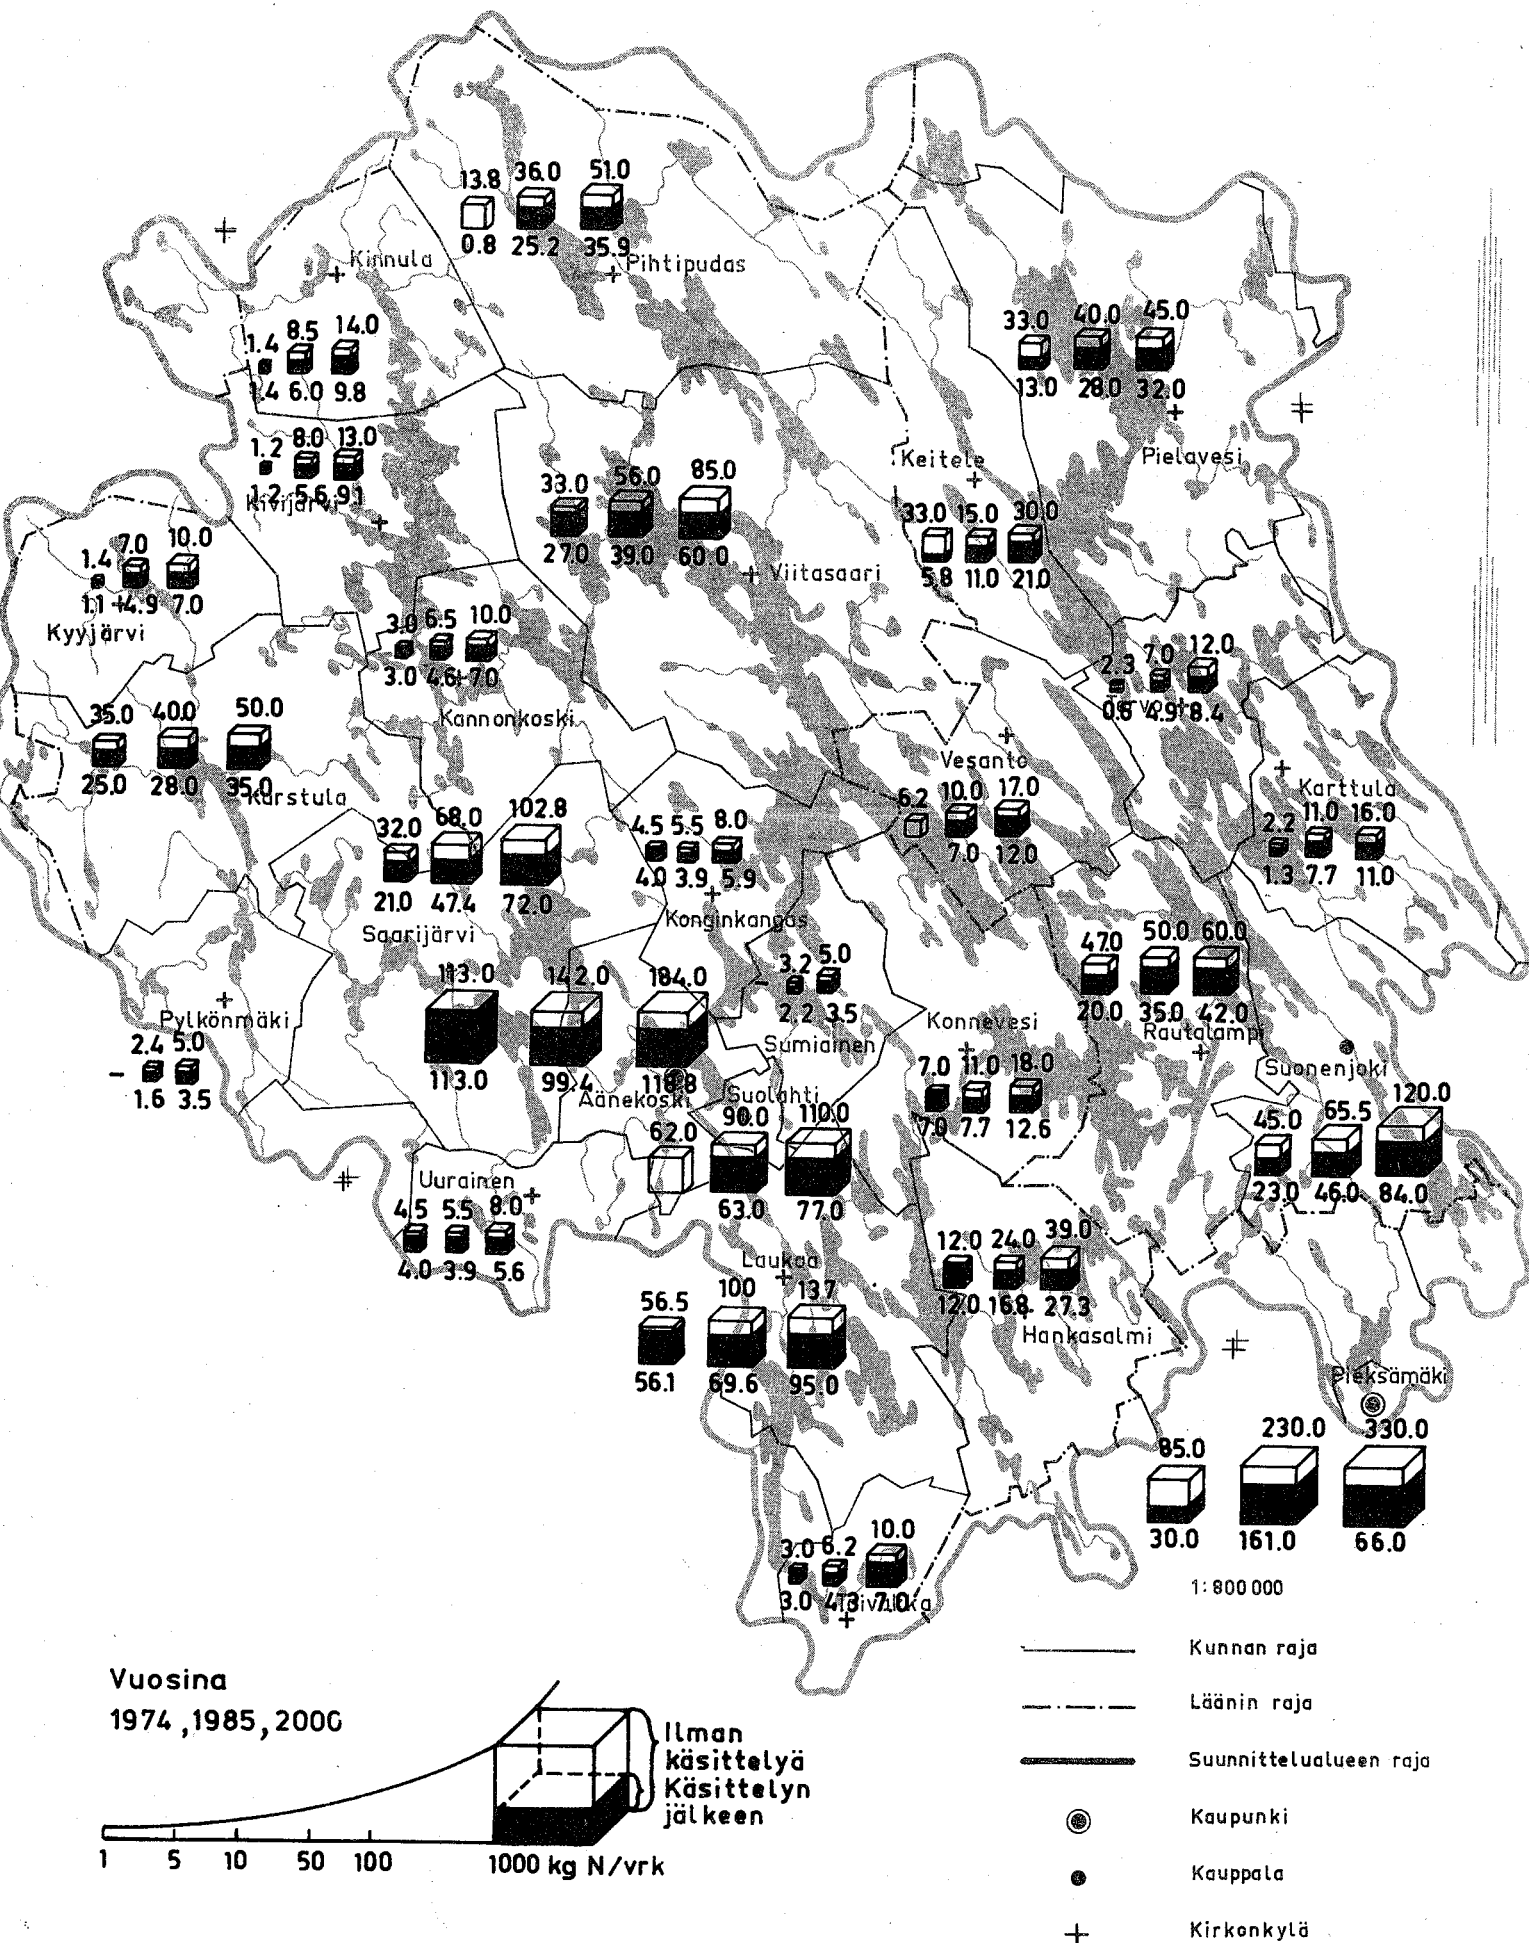 13.8 36.0 51.0
0.8 25.2 35.9
Kinnula
Pihtipudas
1.4 8.5 14.0
1.4 6.0 9.8
33.0 40.0 45.0
13.0 28.0 32.0
Pielavesi
1.2 8.0 13.0
1.2 5.6 9.1
Kivijärvi
33.0 56.0 85.0
27.0 39.0 60.0
Viitasaari
Keitele
33.0 15.0 30.0
5.8 11.0 21.0
1.4 7.0 10.0
1.1 4.9 7.0
Kyyjärvi
3.0 6.5 10.0
3.0 4.6 7.0
Kannonkoski
2.3 7.0 12.0
0.6 4.9 8.4
35.0 40.0 50.0
25.0 28.0 35.0
Karstula
Vesanto
6.2 10.0 17.0
7.0 12.0
Karttula
2.2 11.0 16.0
1.3 7.7 11.0
32.0 68.0 102.8
21.0 47.4 72.0
Saarijärvi
4.5 5.5 8.0
4.0 3.9 5.9
Konginkangas
- 3.2 5.0
2.2 3.5
Sumiainen
47.0 50.0 60.0
20.0 35.0 42.0
Rautalampi
Pylkönmäki
- 2.4 5.0
1.6 3.5
113.0 142.0 184.0
113.0 99.4 118.8
Äänekoski
Konnevesi
7.0 11.0 18.0
7.0 7.7 12.6
Suonenjoki
45.0 65.5 120.0
23.0 46.0 84.0
Suolahti
62.0 90.0 110.0
63.0 77.0
Uurainen
4.5 5.5 8.0
4.0 3.9 5.6
Laukaa
56.5 100 137
56.1 69.6 95.0
12.0 24.0 39.0
12.0 16.8 27.3
Hankasalmi
Pieksämäki
85.0 230.0 330.0
30.0 161.0 66.0
3.0 6.2 10.0
3.0 4.3 7.0
Toivakka
1:800 000
Kunnan raja
Läänin raja
Suunnittelualueen raja
Kaupunki
Kauppala
Kirkonkylä
Vuosina
1974, 1985, 2000
Ilman
käsittelyä
Käsittelyn
jälkeen
1 5 10 50 100 1000 kg N/vrk